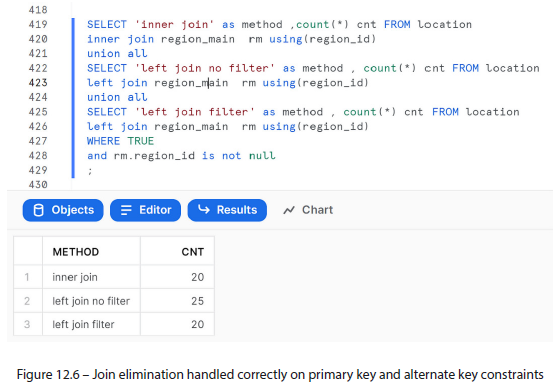 418
419 SELECT 'inner join' as method ,count(*) cnt FROM location
420 inner join region_main rm using(region_id)
421 union all
422 SELECT 'left join no filter' as method , count(*) cnt FROM location
423 left join region_main rm using(region_id)
424 union all
425 SELECT 'left join filter' as method , count(*) cnt FROM location
426 left join region_main rm using(region_id)
427 WHERE TRUE
428 and rm.region_id is not null
429 ;
430
Objects Editor Results Chart
METHOD CNT
1 inner join 20
2 left join no filter 25
3 left join filter 20
Figure 12.6 – Join elimination handled correctly on primary key and alternate key constraints